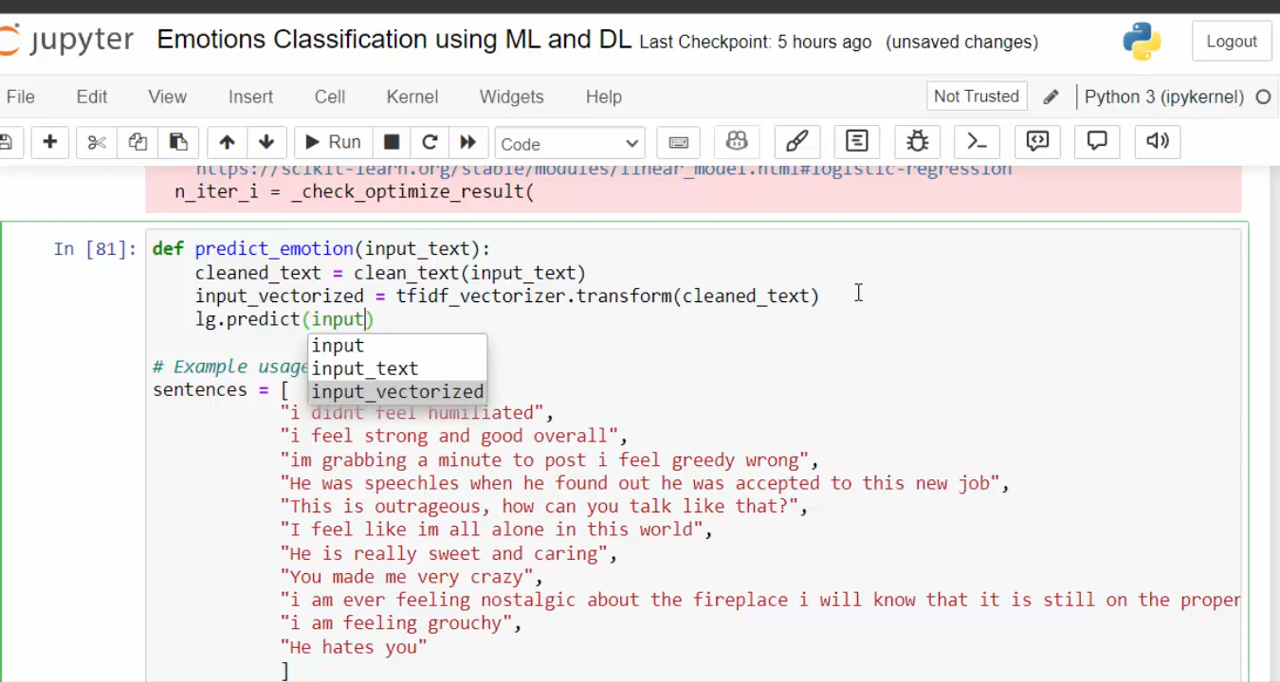 jupyter Emotions Classification using ML and DL Last Checkpoint: 5 hours ago (unsaved changes) Logout
File Edit View Insert Cell Kernel Widgets Help Not Trusted Python 3 (ipykernel)
Run Code
https://scikit-learn.org/stable/modules/linear_model.html#logistic-regression
n_iter_i = _check_optimize_result(
In [81]: def predict_emotion(input_text):
cleaned_text = clean_text(input_text)
input_vectorized = tfidf_vectorizer.transform(cleaned_text)
lg.predict(input)
input
input_text
input_vectorized
# Example usage
sentences = [
"i didnt feel humiliated",
"i feel strong and good overall",
"im grabbing a minute to post i feel greedy wrong",
"He was speechles when he found out he was accepted to this new job",
"This is outrageous, how can you talk like that?",
"I feel like im all alone in this world",
"He is really sweet and caring",
"You made me very crazy",
"i am ever feeling nostalgic about the fireplace i will know that it is still on the proper
"i am feeling grouchy",
"He hates you"
]